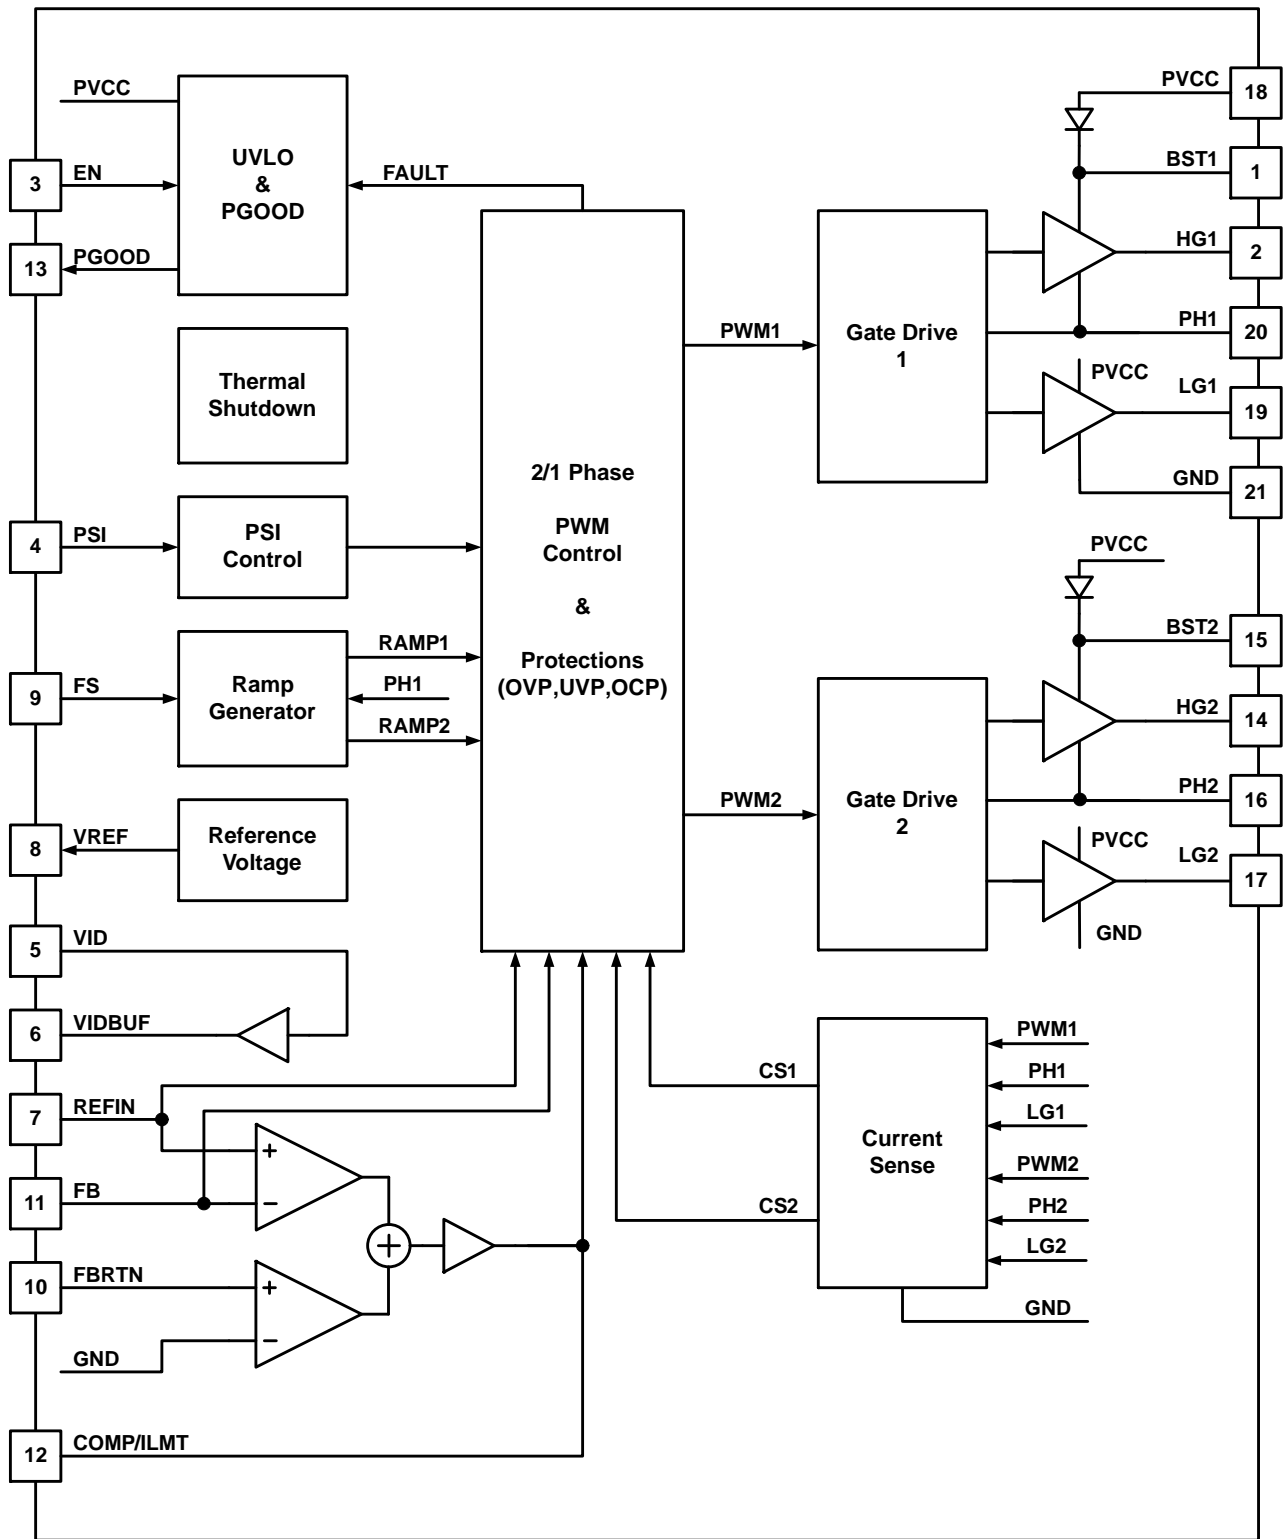 PVCC
3
EN
13
PGOOD
UVLO
&
PGOOD
FAULT
Thermal
Shutdown
4
PSI
PSI
Control
9
FS
Ramp
Generator
RAMP1
PH1
RAMP2
8
VREF
Reference
Voltage
5
VID
6
VIDBUF
7
REFIN
11
FB
10
FBRTN
GND
12
COMP/ILMT
+
−
+
−
+
2/1 Phase
PWM
Control
&
Protections
(OVP,UVP,OCP)
PWM1
PWM2
CS1
CS2
Gate Drive
1
Gate Drive
2
Current
Sense
PWM1
PH1
LG1
PWM2
PH2
LG2
GND
PVCC
18
BST1
1
HG1
2
PH1
20
PVCC
LG1
19
GND
21
PVCC
BST2
15
HG2
14
PH2
16
PVCC
LG2
17
GND